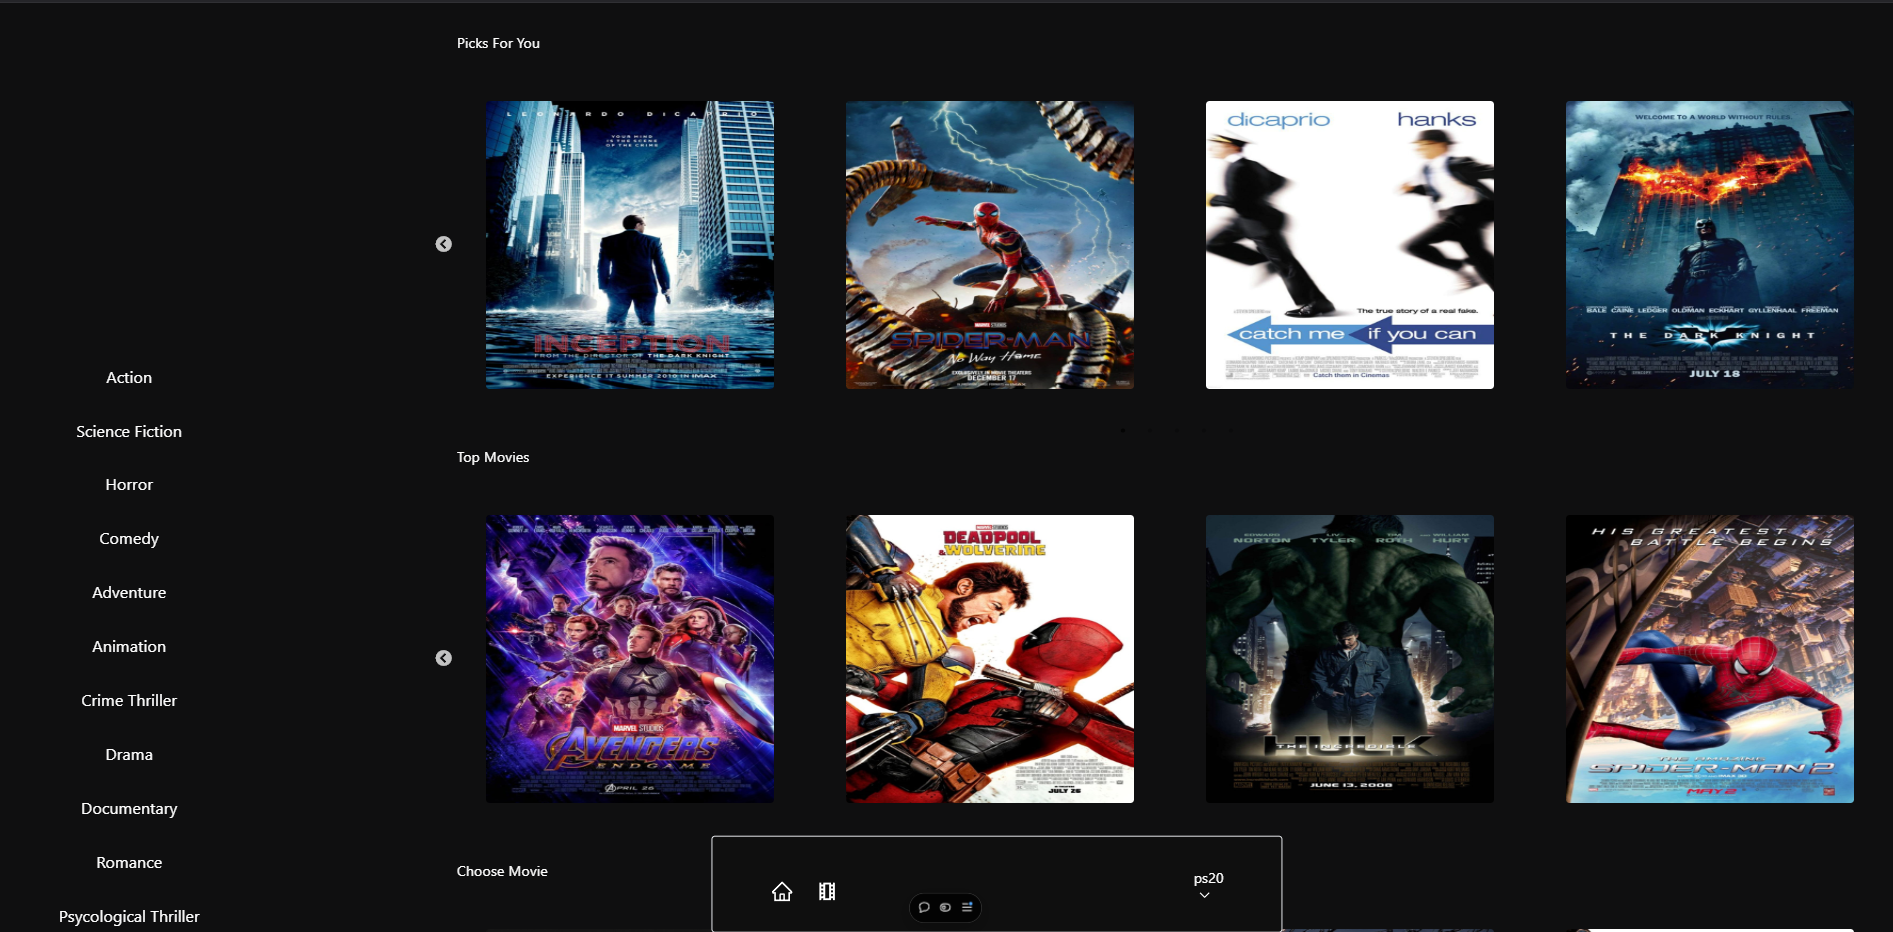 Picks For You
LEONARDO DICAPRIO
YOUR MIND
IS THE SCENE
OF THE CRIME
INCEPTION
FROM THE DIRECTOR OF THE DARK KNIGHT
EXPERIENCE IT SUMMER 2010 IN IMAX
MARVEL STUDIOS
SPIDER-MAN
No Way Home
EXCLUSIVELY IN MOVIE THEATERS
DECEMBER 17
dicaprio hanks
The true story of a real fake.
catch me if you can
Catch them in Cinemas
WELCOME TO A WORLD WITHOUT RULES.
BALE CAINE LEDGER OLDMAN ECKHART GYLLENHAAL FREEMAN
THE DARK KNIGHT
JULY 18
Action
Science Fiction
Horror
Comedy
Adventure
Animation
Crime Thriller
Drama
Documentary
Romance
Psycological Thriller
Top Movies
MARVEL STUDIOS
AVENGERS
ENDGAME
APRIL 26
MARVEL STUDIOS
DEADPOOL
& WOLVERINE
JULY 26
EDWARD NORTON LIV TYLER TIM ROTH WILLIAM HURT
THE INCREDIBLE
HULK
JUNE 13, 2008
HIS GREATEST
BATTLE BEGINS
THE AMAZING
SPIDER-MAN 2
MAY 2
Choose Movie
ps20